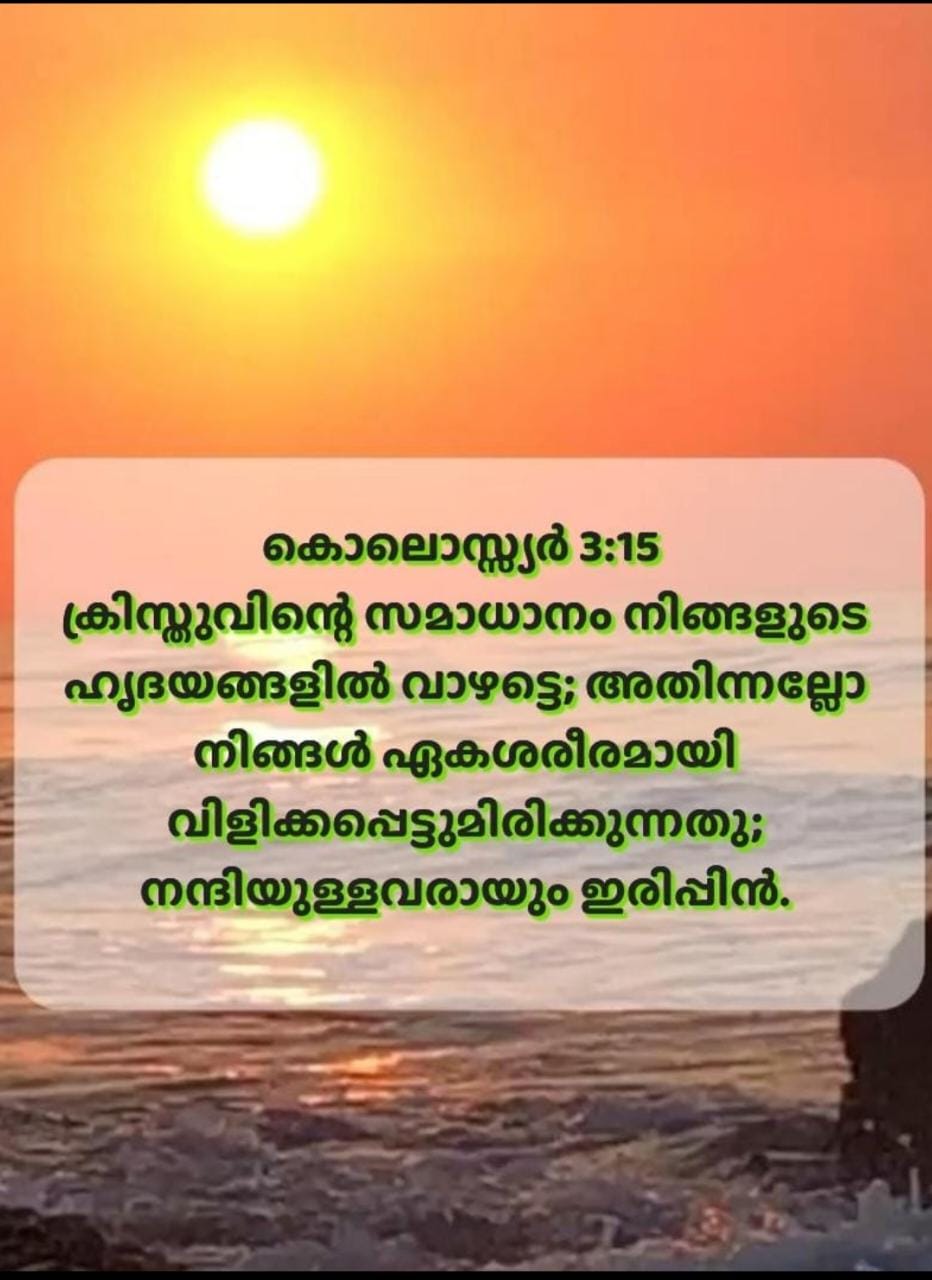 കൊലൊസ്സ്യർ 3:15
ക്രിസ്തുവിന്റെ സമാധാനം നിങ്ങളുടെ
ഹൃദയങ്ങളിൽ വാഴട്ടെ; അതിന്നല്ലോ
നിങ്ങൾ ഏകശരീരമായി
വിളിക്കപ്പെട്ടുമിരിക്കുന്നതു;
നന്ദിയുള്ളവരായും ഇരിപ്പിൻ.